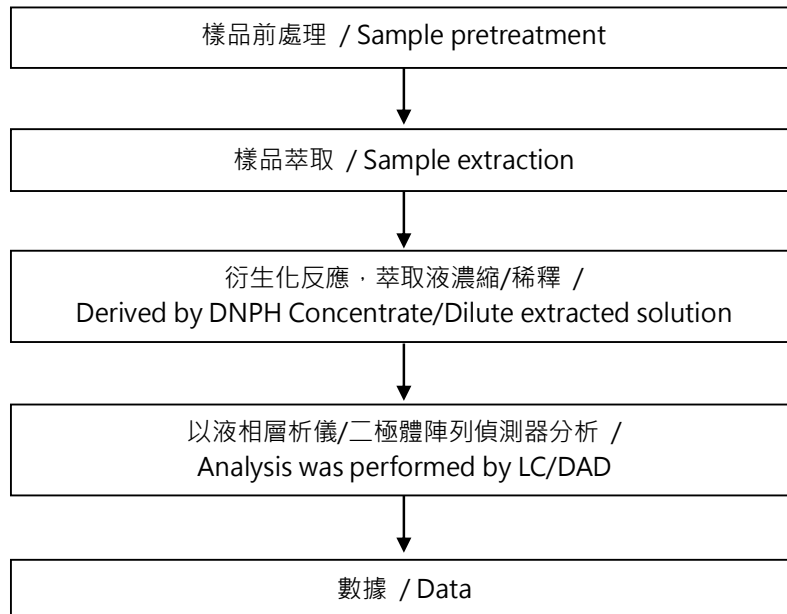 樣品前處理 / Sample pretreatment
樣品萃取 / Sample extraction
衍生化反應，萃取液濃縮/稀釋 /
Derived by DNPH Concentrate/Dilute extracted solution
以液相層析儀/二極體陣列偵測器分析 /
Analysis was performed by LC/DAD
數據 / Data